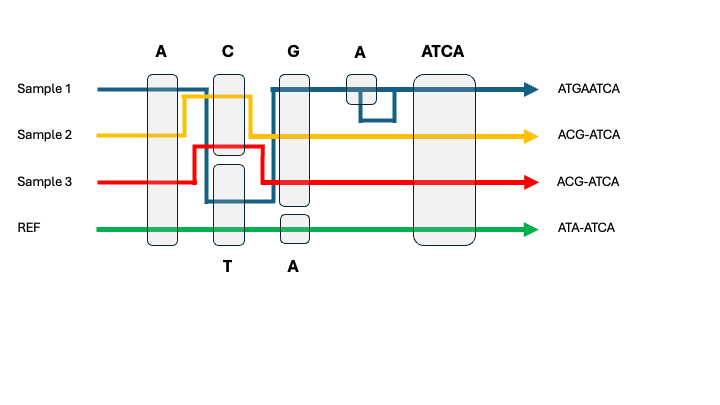 A C G A ATCA
Sample 1 ATGAATCA
Sample 2 ACG-ATCA
Sample 3 ACG-ATCA
REF ATA-ATCA
T A